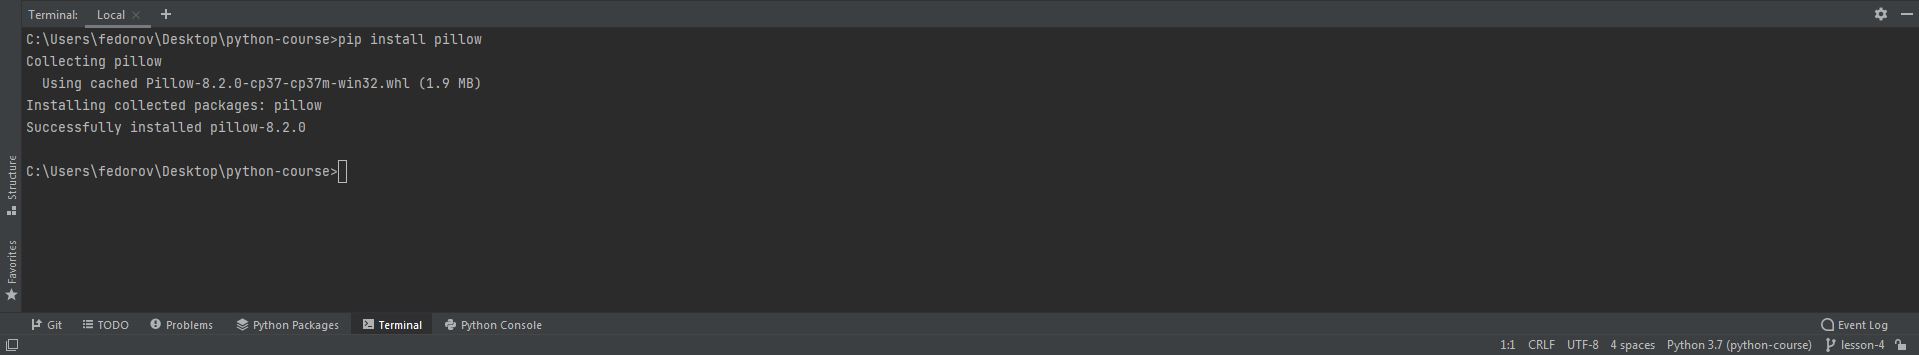 Terminal: Local × +
C:\Users\fedorov\Desktop\python-course>pip install pillow
Collecting pillow
  Using cached Pillow-8.2.0-cp37-cp37m-win32.whl (1.9 MB)
Installing collected packages: pillow
Successfully installed pillow-8.2.0
C:\Users\fedorov\Desktop\python-course>
Structure
Favorites
Git TODO Problems Python Packages Terminal Python Console Event Log
1:1 CRLF UTF-8 4 spaces Python 3.7 (python-course) lesson-4